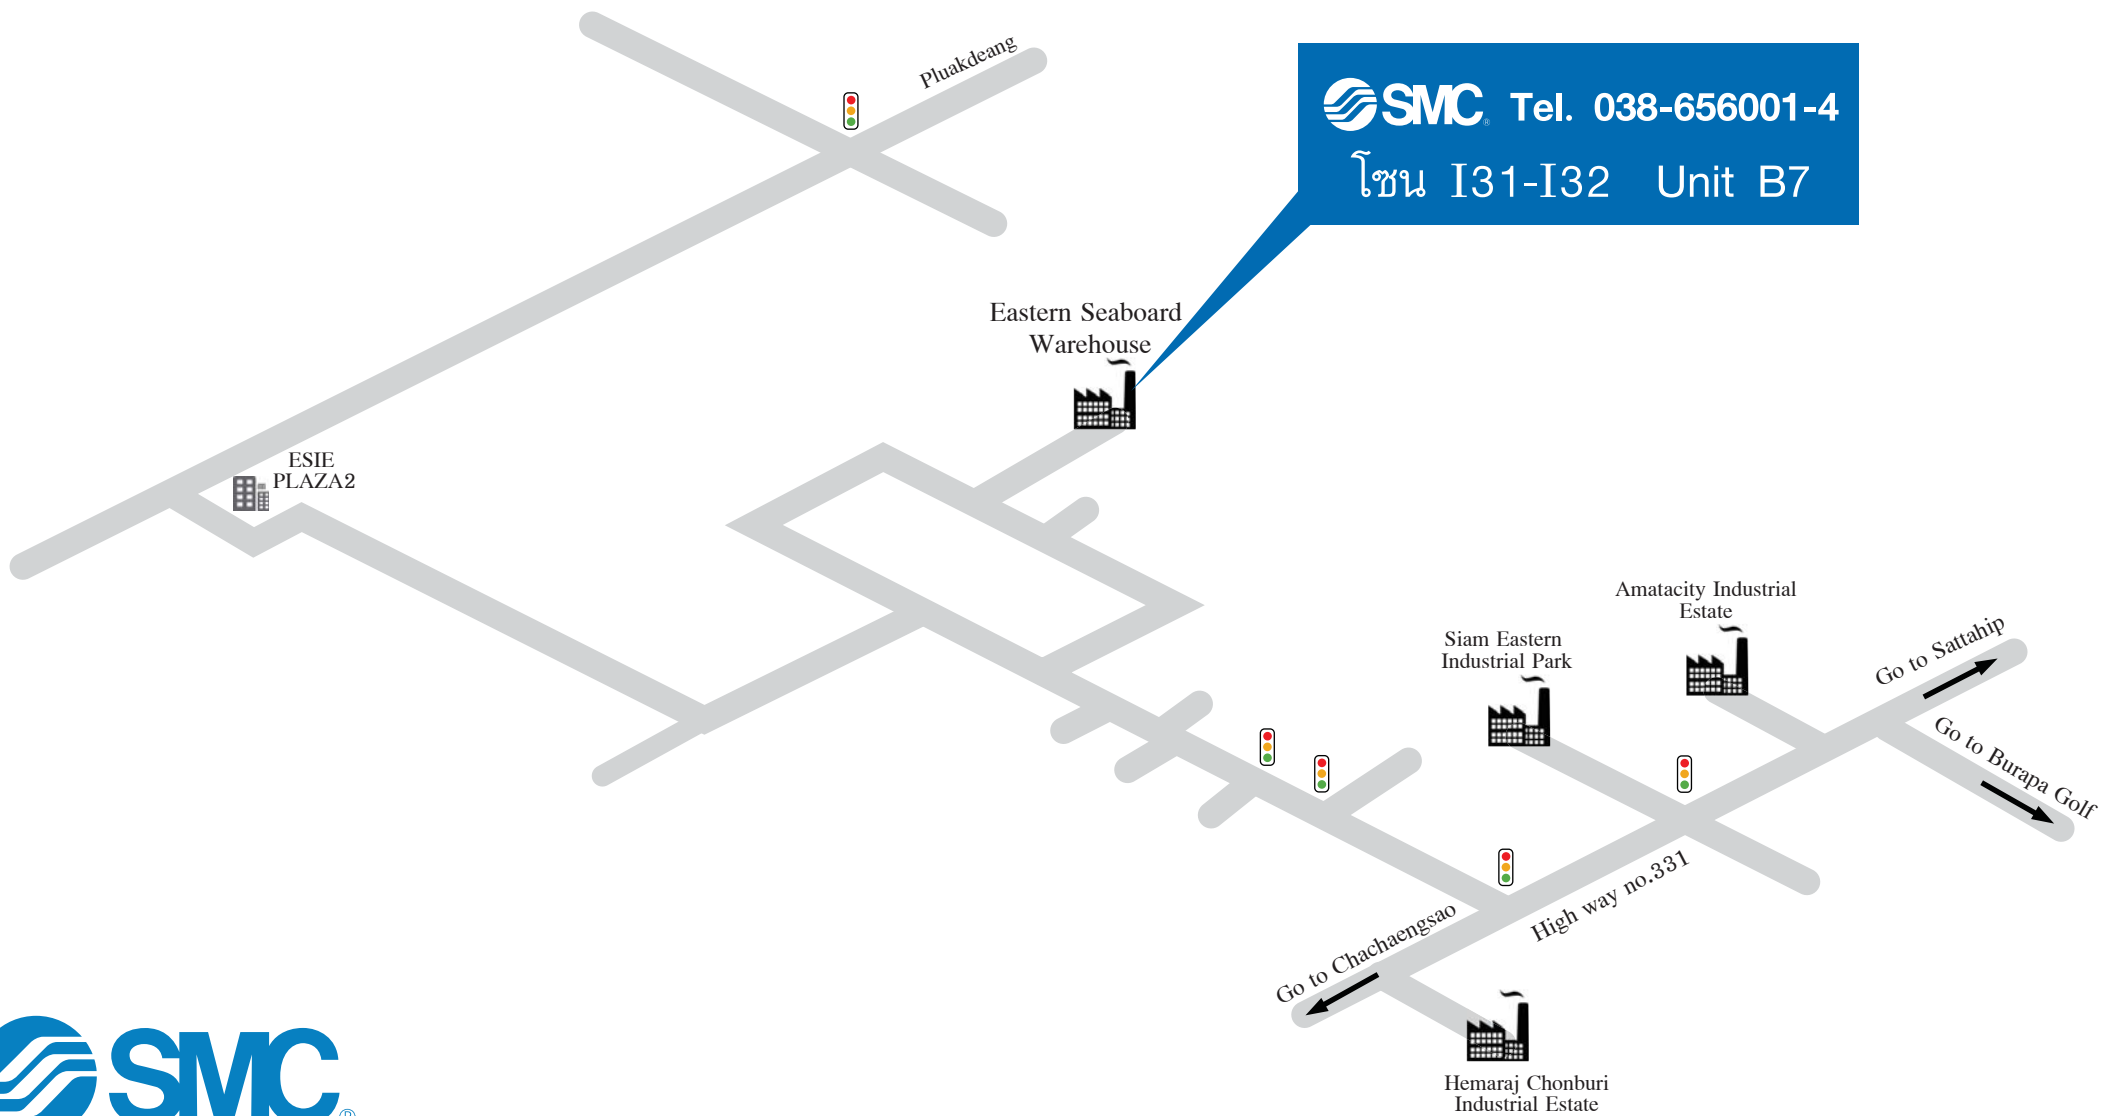 Pluakdeang
SMC® Tel. 038-656001-4
โซน I31-I32 Unit B7
Eastern Seaboard
Warehouse
ESIE
PLAZA2
Amatacity Industrial
Estate
Siam Eastern
Industrial Park
Go to Sattahip
Go to Burapa Golf
High way no.331
Go to Chachaengsao
Hemaraj Chonburi
Industrial Estate
SMC®